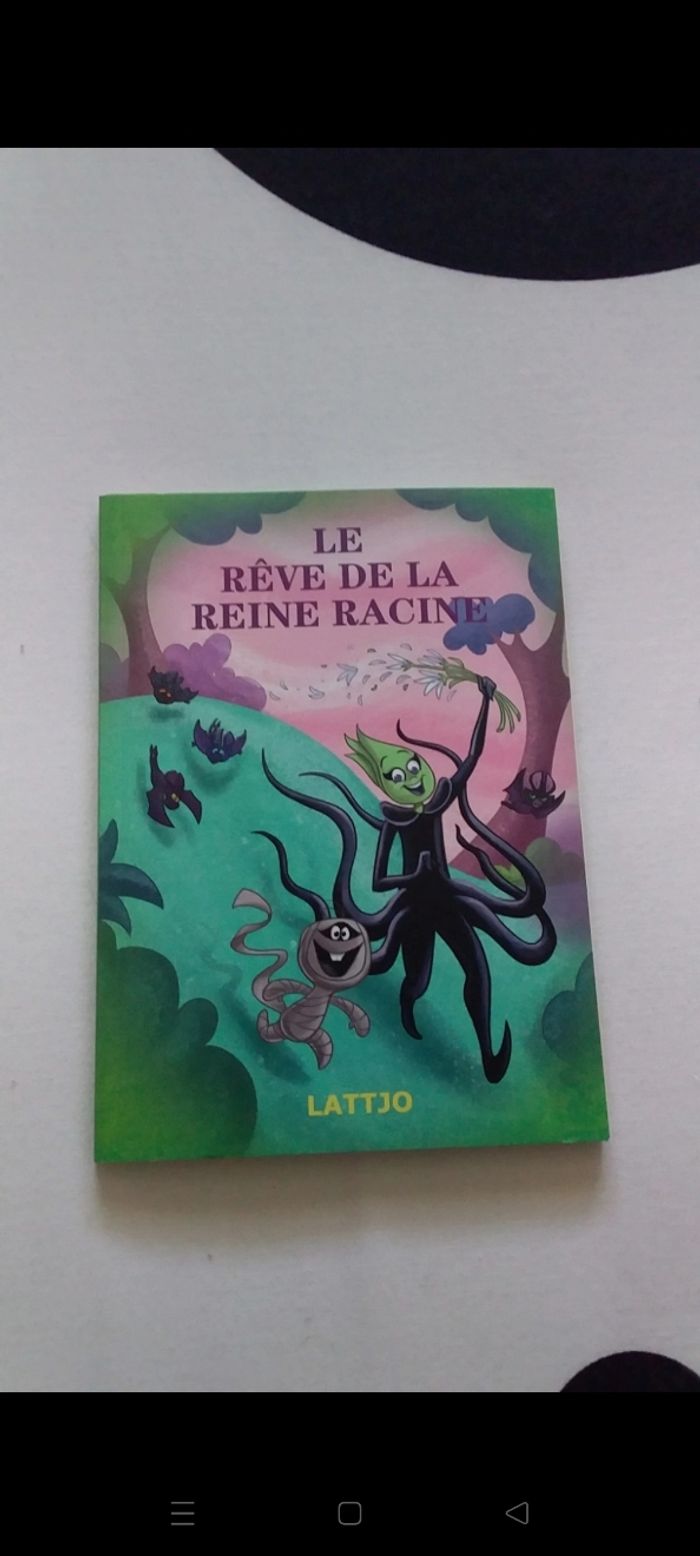 LE
RÊVE DE LA
REINE RACINE
LATTJO